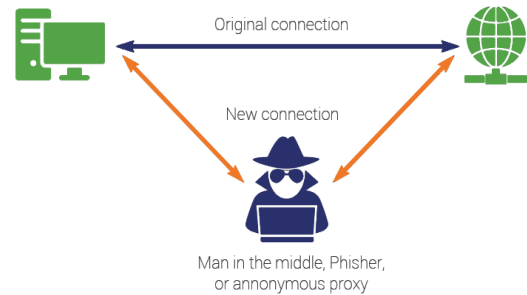 Original connection
New connection
Man in the middle, Phisher,
or annonymous proxy